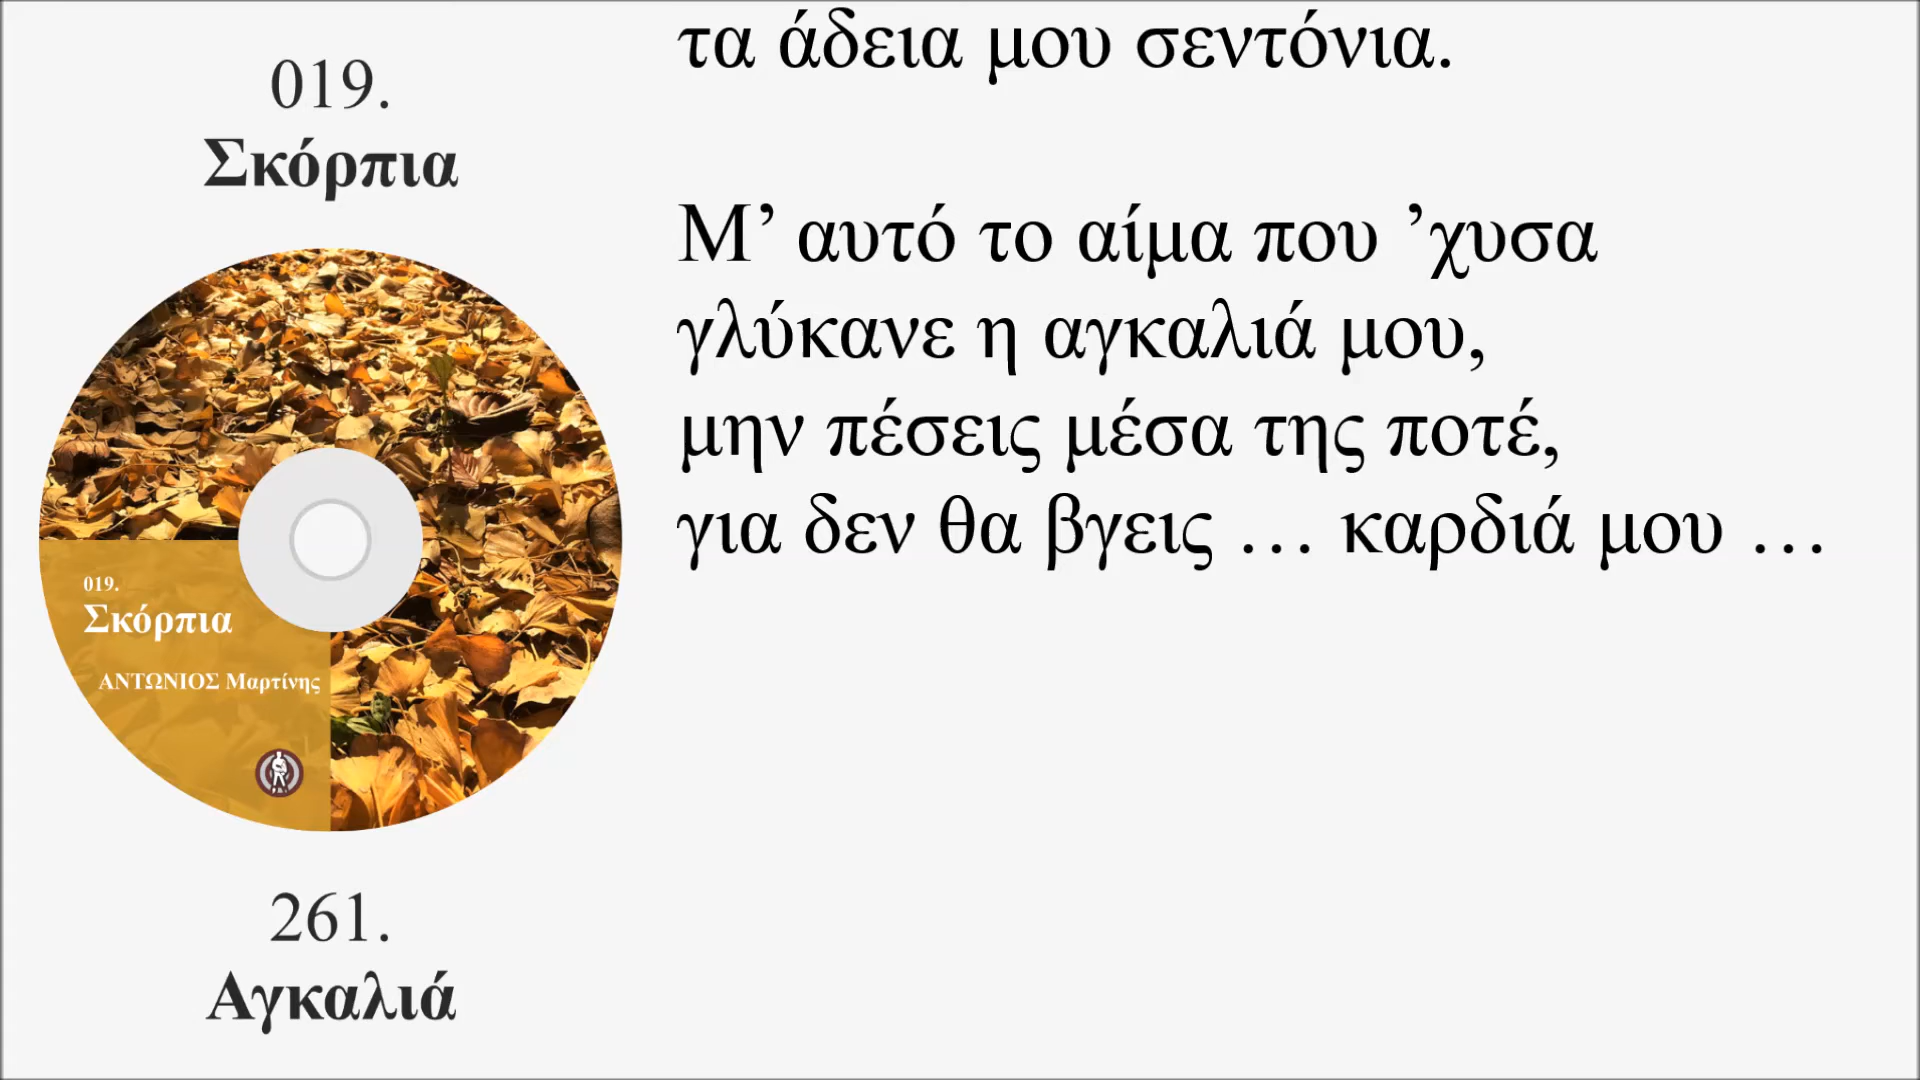 019.
Σκόρπια
019.
Σκόρπια
ΑΝΤΩΝΙΟΣ Μαρτίνης
261.
Αγκαλιά
τα άδεια μου σεντόνια.
Μ’ αυτό το αίμα που ’χυσα
γλύκανε η αγκαλιά μου,
μην πέσεις μέσα της ποτέ,
για δεν θα βγεις … καρδιά μου …